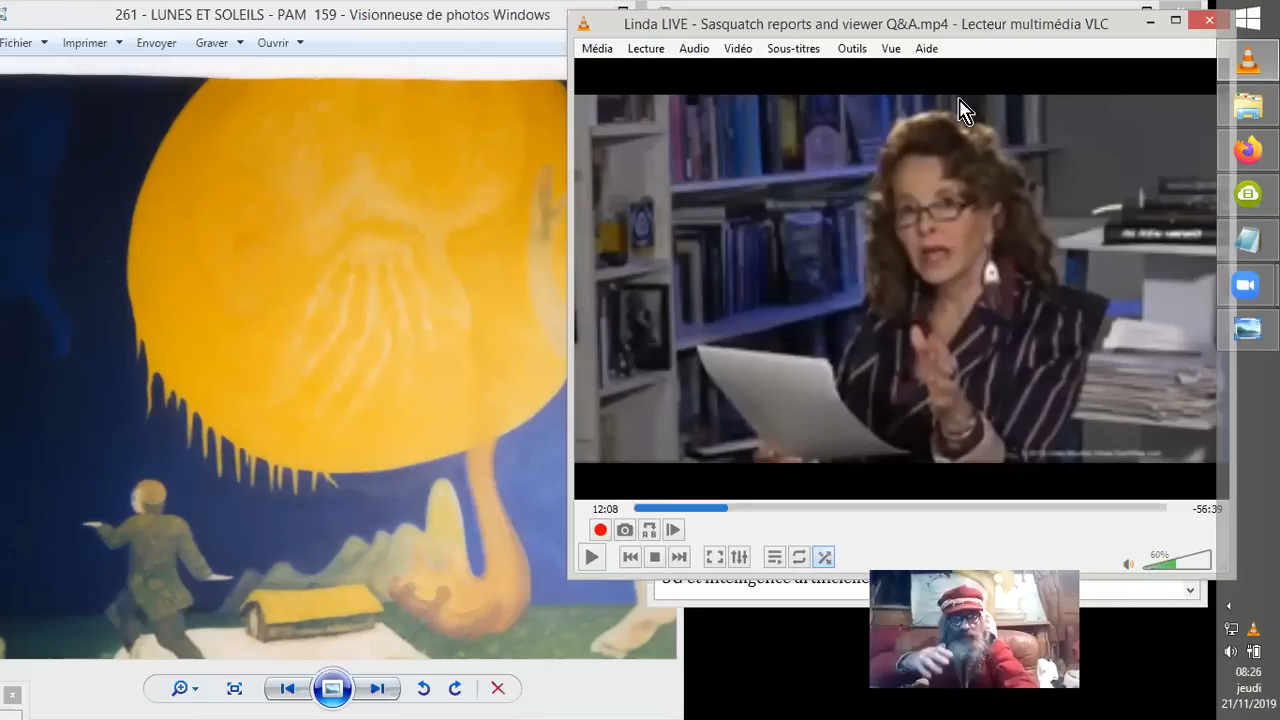 261 - LUNES ET SOLEILS - PAM 159 - Visionneuse de photos Windows
Fichier Imprimer Envoyer Graver Ouvrir
Linda LIVE - Sasquatch reports and viewer Q&A.mp4 - Lecteur multimédia VLC
Média Lecture Audio Vidéo Sous-titres Outils Vue Aide
12:08
-56:39
60%
08:26
jeudi
21/11/2019